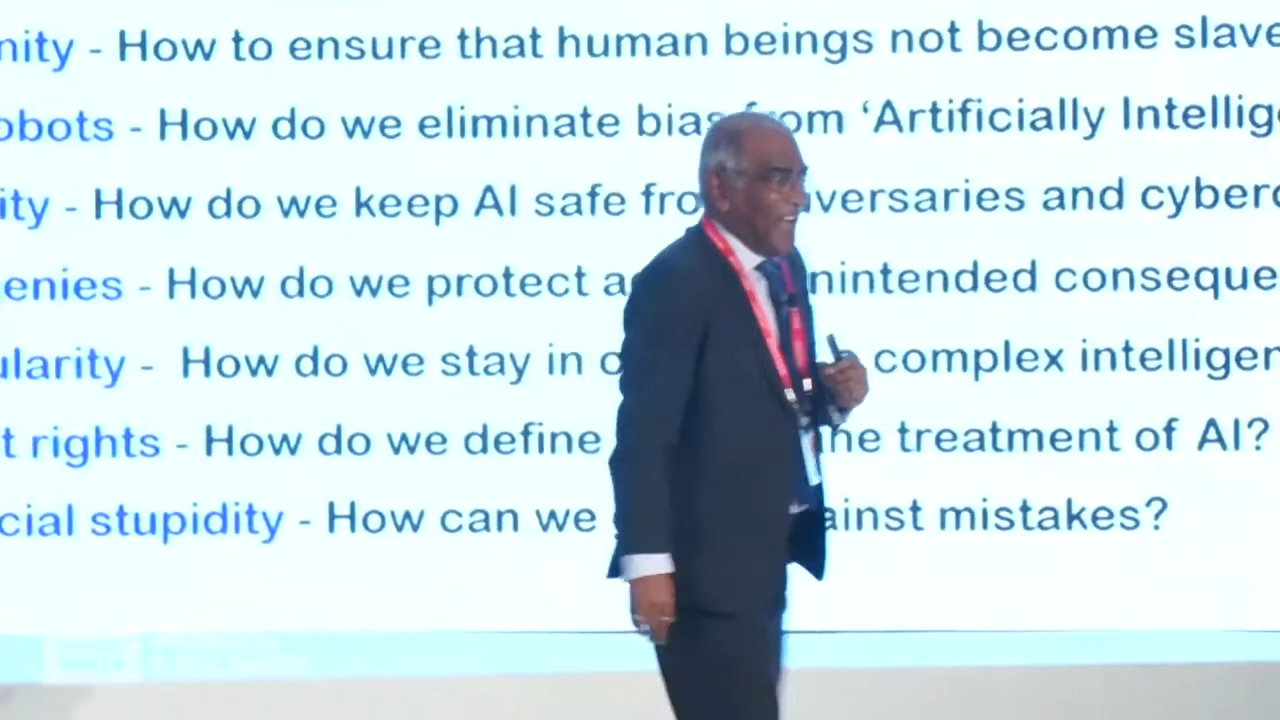 nity - How to ensure that human beings not become slave
obots - How do we eliminate bias from ‘Artificially Intellig
ity - How do we keep AI safe fro versaries and cyberc
enies - How do we protect a nintended conseque
ularity - How do we stay in c complex intelligen
t rights - How do we define he treatment of AI?
cial stupidity - How can we ainst mistakes?